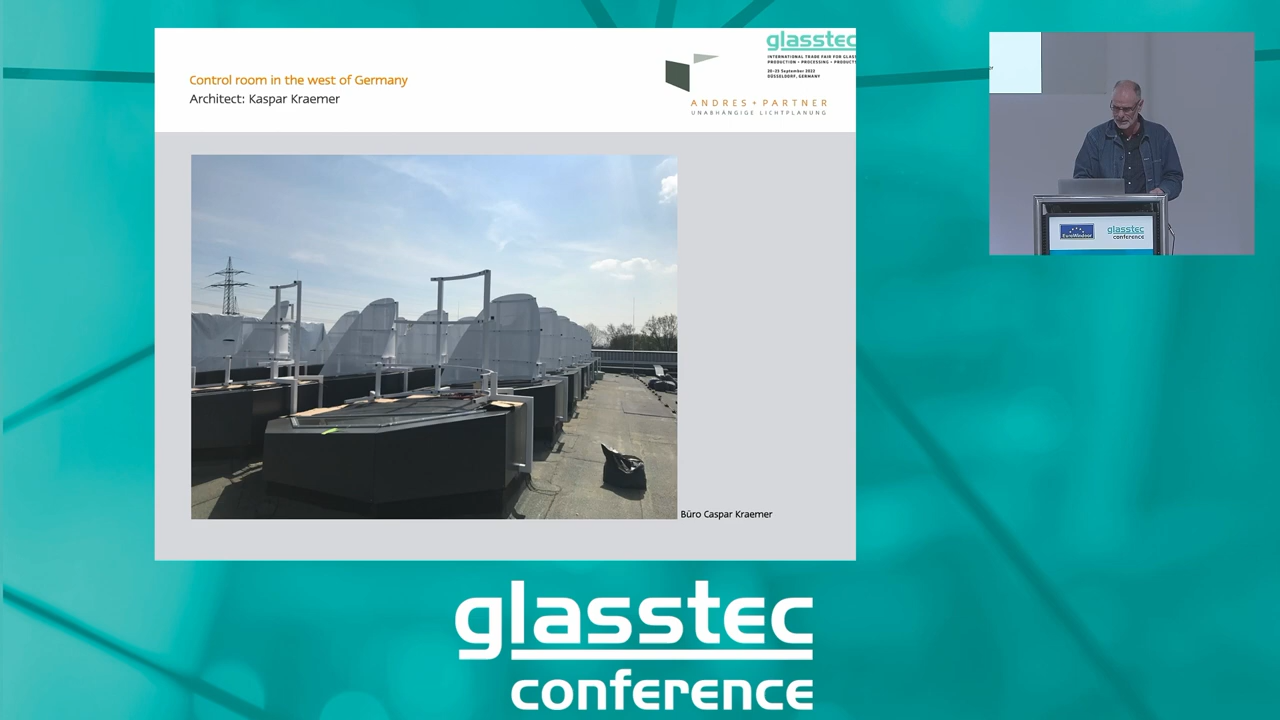 Control room in the west of Germany
Architect: Kaspar Kraemer
glasstec
INTERNATIONAL TRADE FAIR FOR GLASS
PRODUCTION • PROCESSING • PRODUCTS
20–23 September 2022
DÜSSELDORF, GERMANY
ANDRES + PARTNER
UNABHÄNGIGE LICHTPLANUNG
Büro Caspar Kraemer
EuroWindoor
glasstec
conference
glasstec
conference